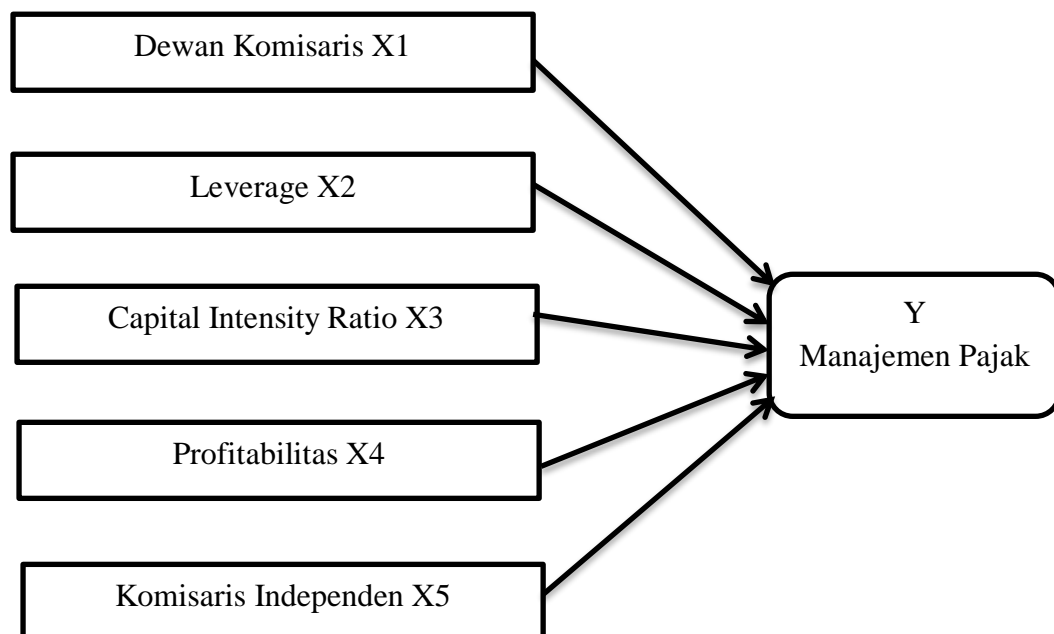 Dewan Komisaris X1
Leverage X2
Capital Intensity Ratio X3
Profitabilitas X4
Komisaris Independen X5
Y
Manajemen Pajak